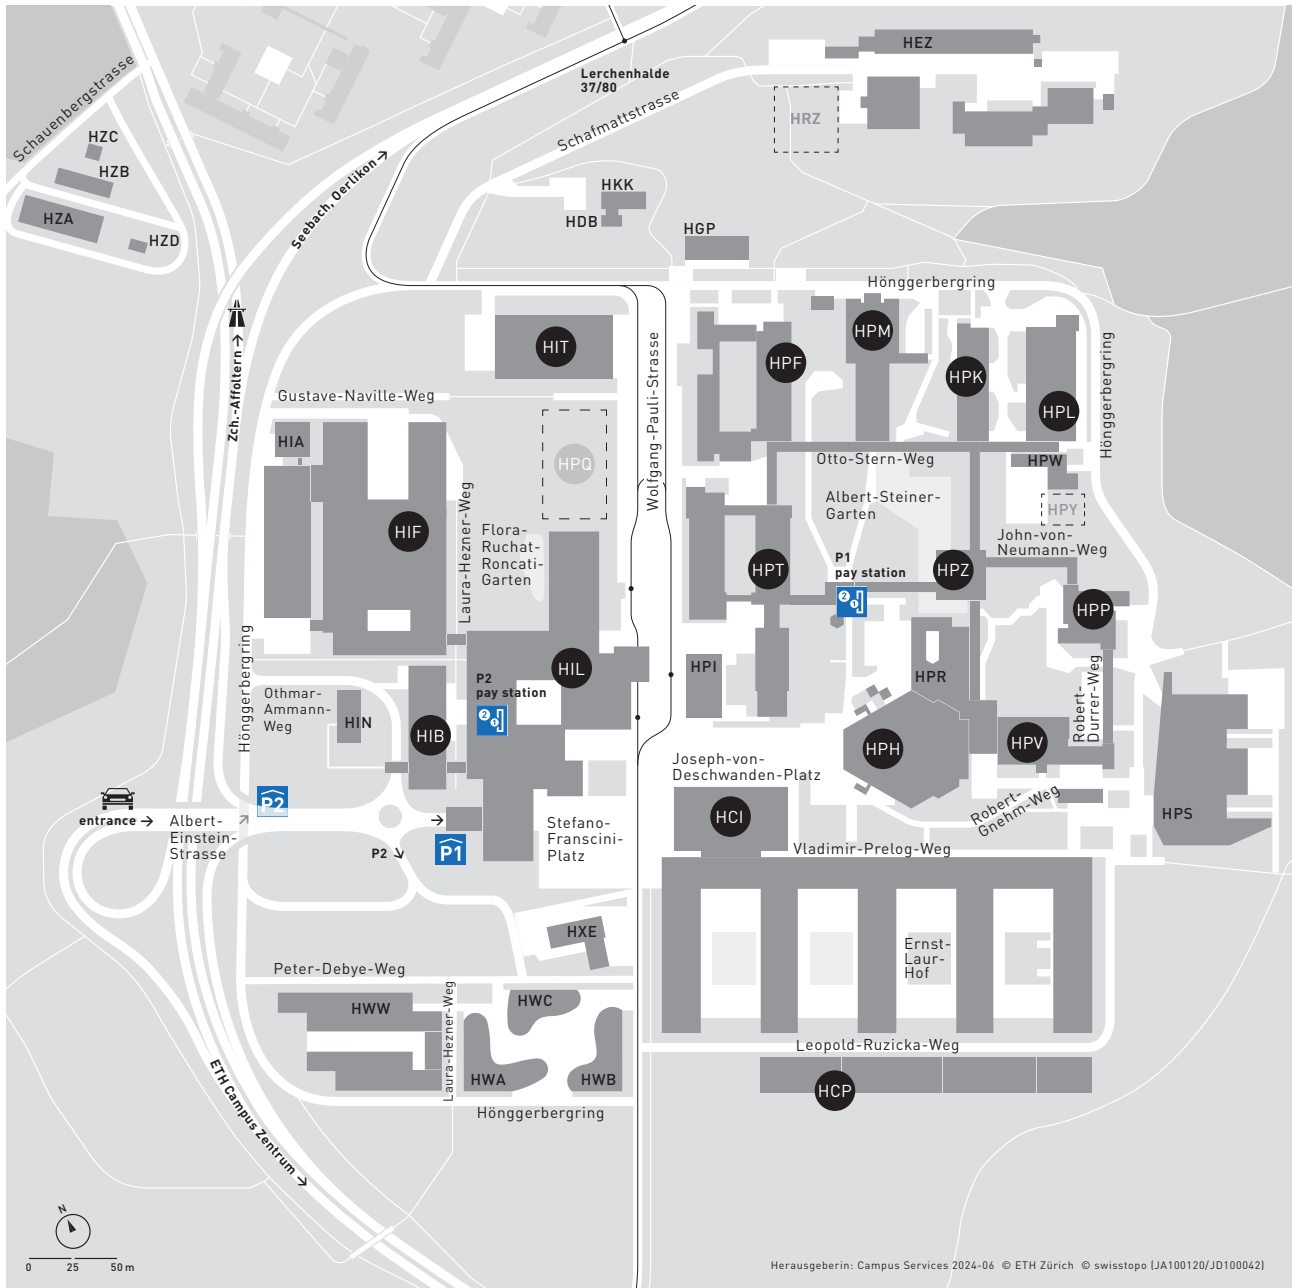 HEZ
Lerchenhalde
37/80
Schauenbergstrasse
Schafmattstrasse
HRZ
HZC
HZB
HZA
HZD
Seebach, Oerlikon →
HKK
HDB
HGP
Hönggerbergring
HIT
HPF
HPM
HPK
HPL
Zch.-Affoltern →
Wolfgang-Pauli-Strasse
Hönggerbergring
Gustave-Naville-Weg
HIA
HPQ
Otto-Stern-Weg
HPW
HPY
HIF
Laura-Hezner-Weg
Flora-
Ruchat-
Roncati-
Garten
Albert-Steiner-
Garten
John-von-
Neumann-Weg
HPT
P1
pay station
2
1
HPZ
HPP
Hönggerbergring
HIL
HPI
HPR
Robert-
Durrer-Weg
P2
pay station
2
1
Othmar-
Ammann-
Weg
HIN
HIB
HPH
HPV
Joseph-von-
Deschwanden-Platz
HCI
Robert-
Gnehm-Weg
HPS
P2
entrance →
Albert-
Einstein-
Strasse
→
P1
P2 →
Stefano-
Franscini-
Platz
Vladimir-Prelog-Weg
HXE
Ernst-
Laur-
Hof
Peter-Debye-Weg
HWW
Laura-Hezner-Weg
HWC
HWA
HWB
Leopold-Ruzicka-Weg
HCP
Hönggerbergring
ETH Campus Zentrum →
N
0 25 50 m
Herausgeberin: Campus Services 2024-06 © ETH Zürich © swisstopo (JA100120/JD100042)